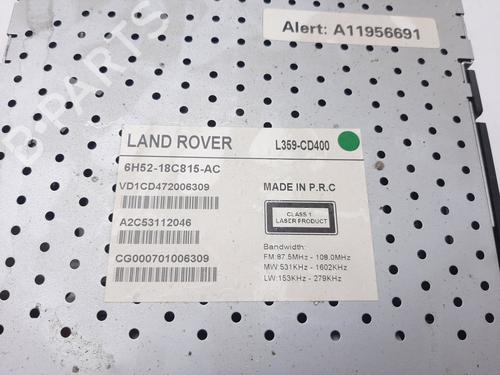 Alert: A11956691
B-PARTS
LAND ROVER L359-CD400
6H52-18C815-AC
VD1CD472006309 MADE IN P.R.C
A2C53112046
CLASS 1
LASER PRODUCT
CG000701006309
Bandwidth:
FM:87.5MHz - 108.0MHz
MW:531KHz - 1602KHz
LW:153KHz - 279KHz